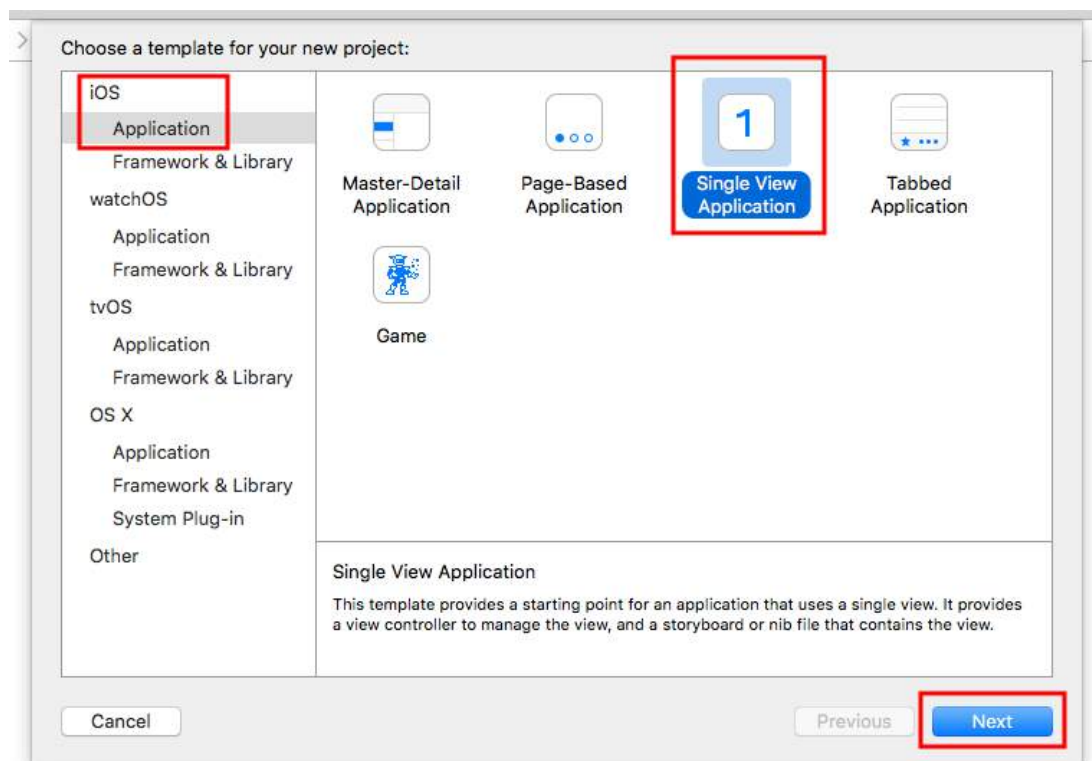 Choose a template for your new project:
iOS
Application
Framework & Library
watchOS
Application
Framework & Library
tvOS
Application
Framework & Library
OS X
Application
Framework & Library
System Plug-in
Other
Master-Detail
Application
Page-Based
Application
1
Single View
Application
Tabbed
Application
Game
Single View Application
This template provides a starting point for an application that uses a single view. It provides
a view controller to manage the view, and a storyboard or nib file that contains the view.
Cancel
Previous
Next